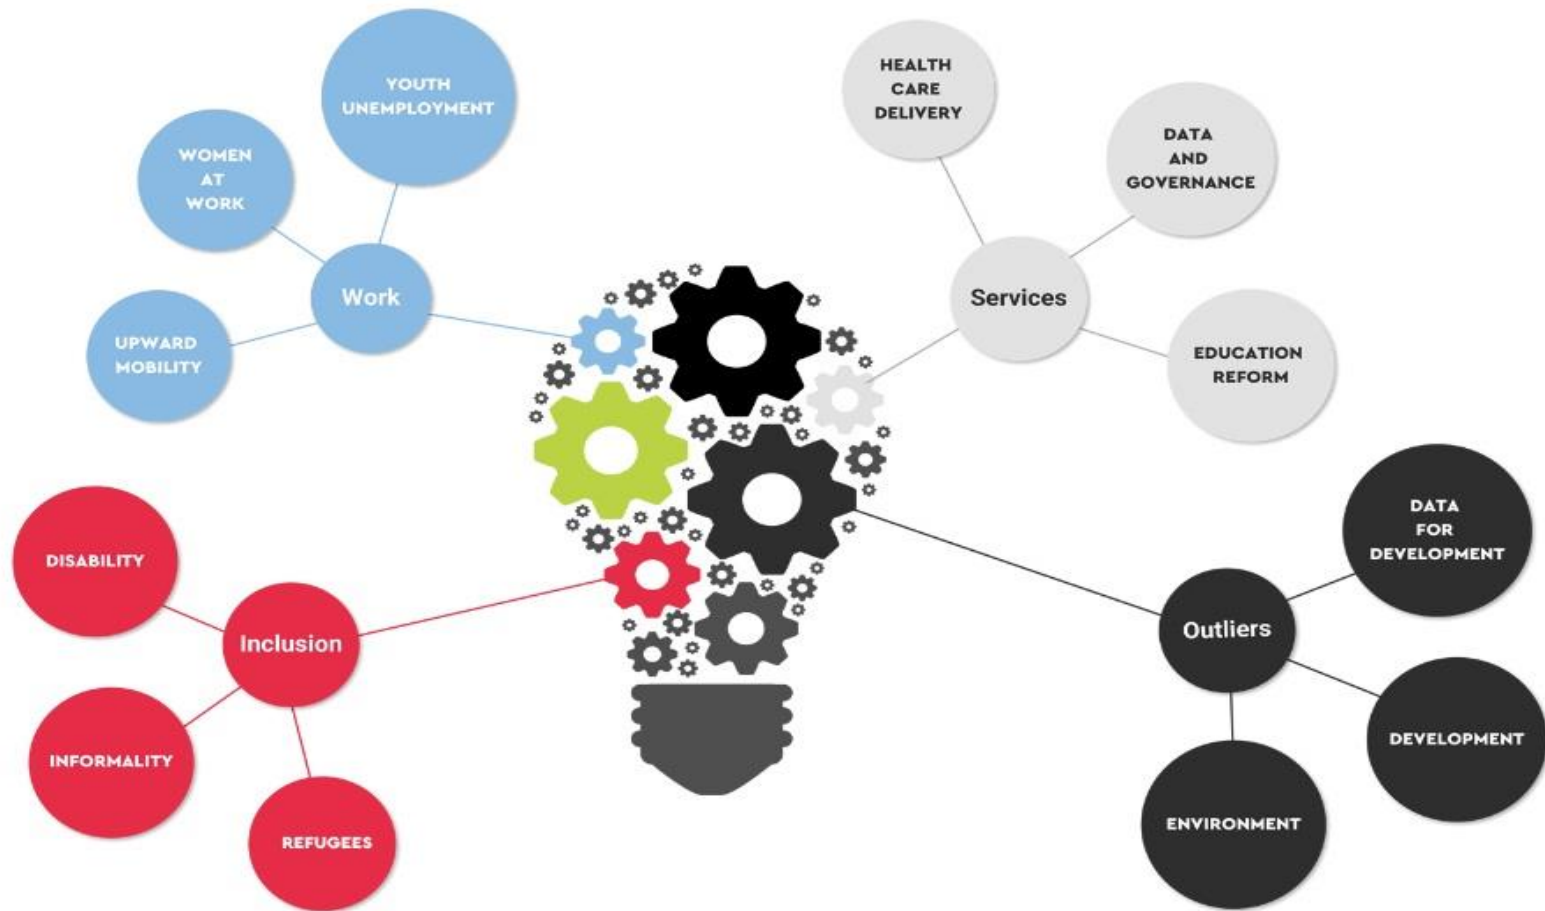 YOUTH
UNEMPLOYMENT
WOMEN
AT
WORK
UPWARD
MOBILITY
Work
HEALTH
CARE
DELIVERY
DATA
AND
GOVERNANCE
EDUCATION
REFORM
Services
DISABILITY
INFORMALITY
REFUGEES
Inclusion
DATA
FOR
DEVELOPMENT
DEVELOPMENT
ENVIRONMENT
Outliers